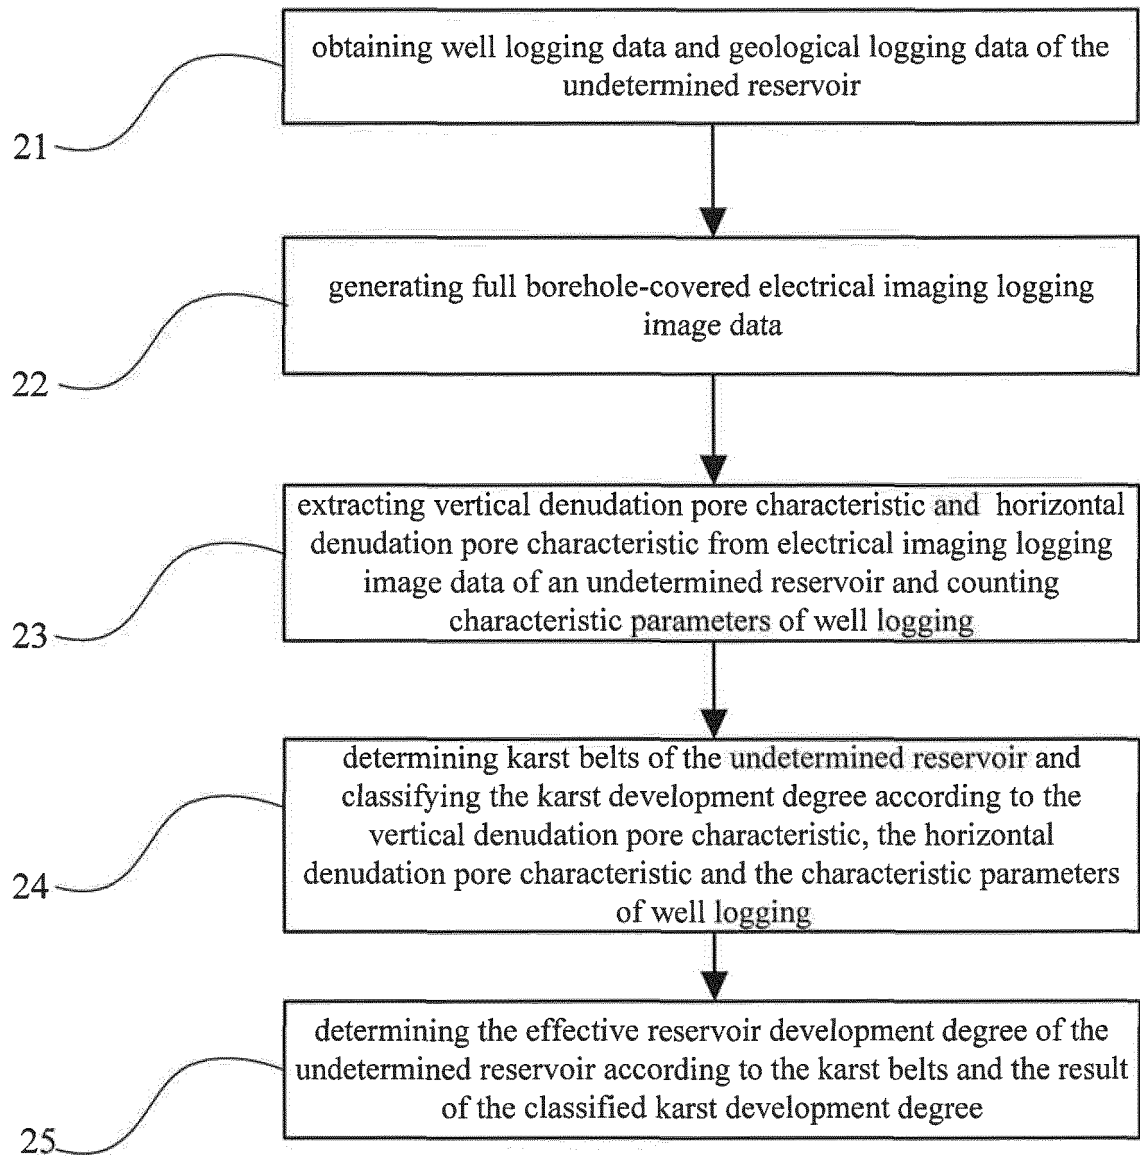 obtaining well logging data and geological logging data of the
undetermined reservoir
21
generating full borehole-covered electrical imaging logging
image data
22
extracting vertical denudation pore characteristic and horizontal
denudation pore characteristic from electrical imaging logging
image data of an undetermined reservoir and counting
characteristic parameters of well logging
23
determining karst belts of the undetermined reservoir and
classifying the karst development degree according to the
vertical denudation pore characteristic, the horizontal
denudation pore characteristic and the characteristic parameters
of well logging
24
determining the effective reservoir development degree of the
undetermined reservoir according to the karst belts and the result
of the classified karst development degree
25